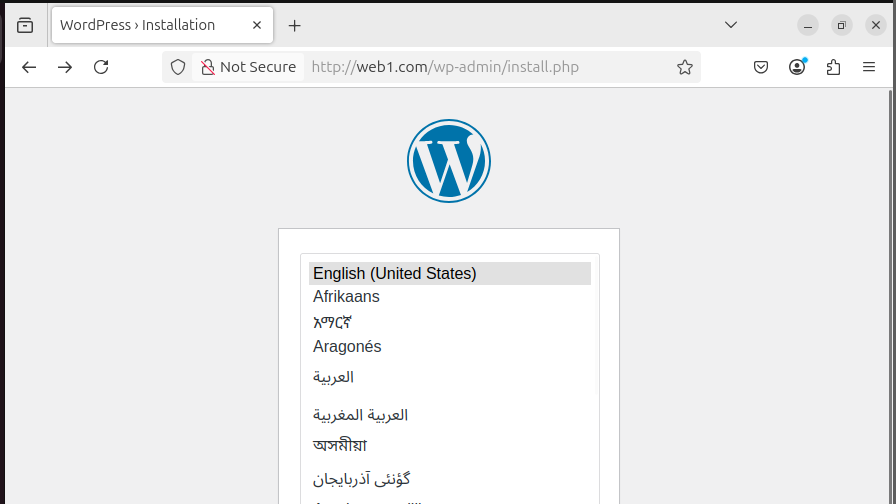 WordPress › Installation
Not Secure http://web1.com/wp-admin/install.php
English (United States)
Afrikaans
አማርኛ
Aragonés
العربية
العربية المغربية
অসমীয়া
گؤنئی آذربایجان